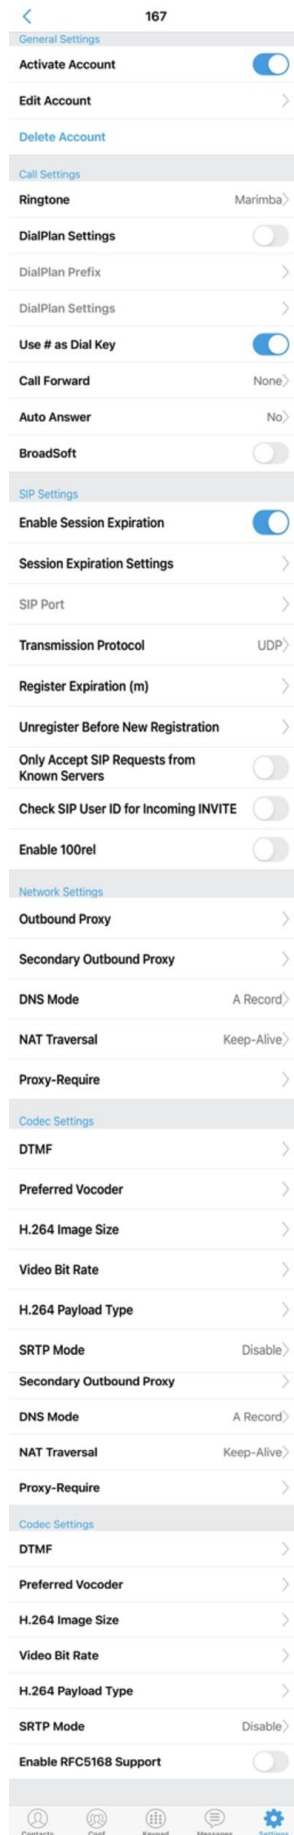 167
General Settings
Activate Account
Edit Account
Delete Account
Call Settings
Ringtone Marimba
DialPlan Settings
DialPlan Prefix
DialPlan Settings
Use # as Dial Key
Call Forward None
Auto Answer No
BroadSoft
SIP Settings
Enable Session Expiration
Session Expiration Settings
SIP Port
Transmission Protocol UDP
Register Expiration (m)
Unregister Before New Registration
Only Accept SIP Requests from
Known Servers
Check SIP User ID for Incoming INVITE
Enable 100rel
Network Settings
Outbound Proxy
Secondary Outbound Proxy
DNS Mode A Record
NAT Traversal Keep-Alive
Proxy-Require
Codec Settings
DTMF
Preferred Vocoder
H.264 Image Size
Video Bit Rate
H.264 Payload Type
SRTP Mode Disable
Secondary Outbound Proxy
DNS Mode A Record
NAT Traversal Keep-Alive
Proxy-Require
Codec Settings
DTMF
Preferred Vocoder
H.264 Image Size
Video Bit Rate
H.264 Payload Type
SRTP Mode Disable
Enable RFC5168 Support
Contacts Conf Keypad Messages Settings